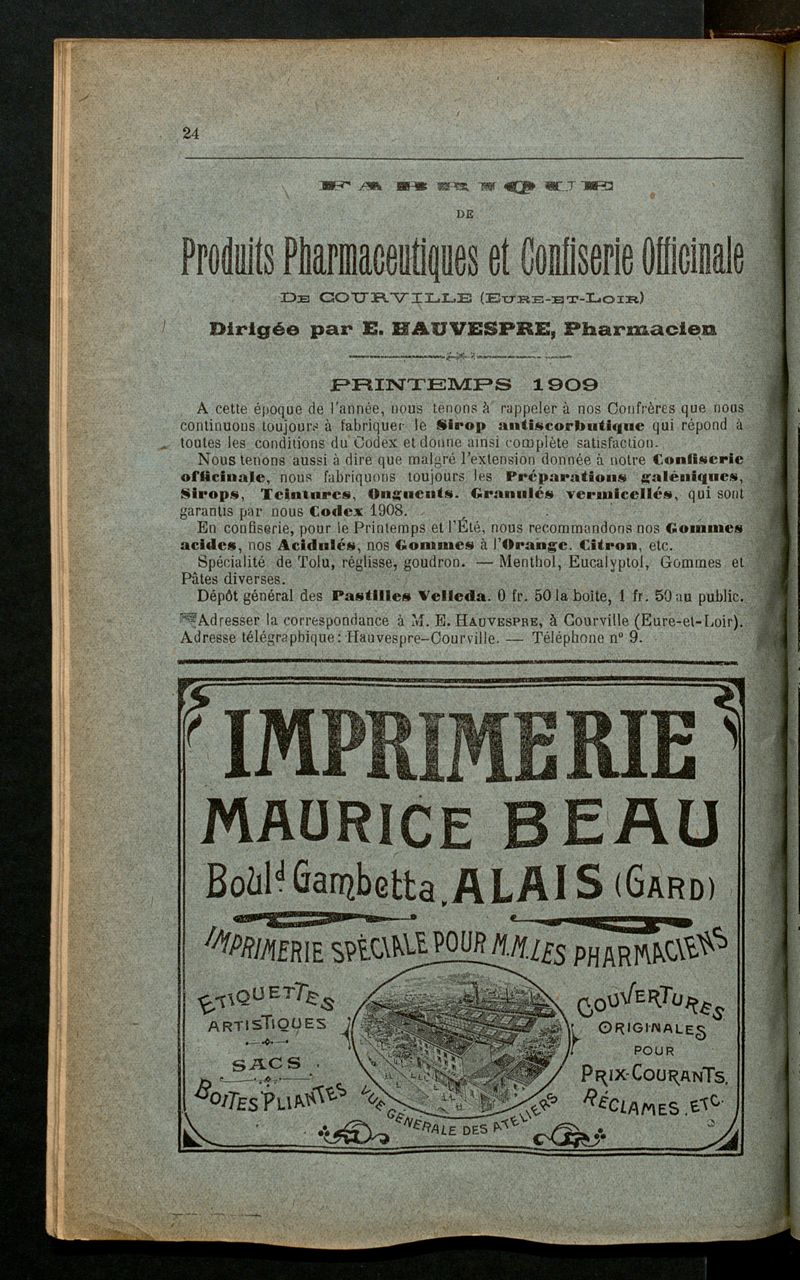 24
FABRIQUE
DE
Produits Pharmaceutiques et Confiserie Officinale
DE COURVILLE (EURE-ET-LOIR)
Dirigée par E. HAUVESPRE, Pharmacien
PRINTEMPS 1909
A cette époque de l'année, nous tenons à rappeler à nos Confrères que nous
continuons toujours à fabriquer le Sirop antiscorbutique qui répond à
toutes les conditions du Codex et donne ainsi complète satisfaction.
Nous tenons aussi à dire que malgré l'extension donnée à notre Confiserie
officinale, nous fabriquons toujours les Préparations galéniques,
Sirops, Teintures, Onguents. Granulés vermicellés, qui sont
garantis par nous Codex 1908.
En confiserie, pour le Printemps et l'Été, nous recommandons nos Gommes
acides, nos Acidulés, nos Gommes à l'Orange. Citron, etc.
Spécialité de Tolu, réglisse, goudron. — Menthol, Eucalyptol, Gommes et
Pâtes diverses.
Dépôt général des Pastilles Velleda. 0 fr. 50 la boîte, 1 fr. 50 au public.
Adresser la correspondance à M. E. HAUVESPRE, à Courville (Eure-et-Loir).
Adresse télégraphique: Hauvespre-Courville. — Téléphone n° 9.
IMPRIMERIE
MAURICE BEAU
Boulᵈ Gambetta, ALAIS (GARD)
IMPRIMERIE SPÉCIALE POUR M.M. LES PHARMACIENS
ETIQUETTES
ARTISTIQUES
SACS
BOITES PLIANTES
VUE GENERALE DES ATELIERS
COUVERTURES
ORIGINALES
POUR
PRIX-COURANTS,
RÉCLAMES, ETC.